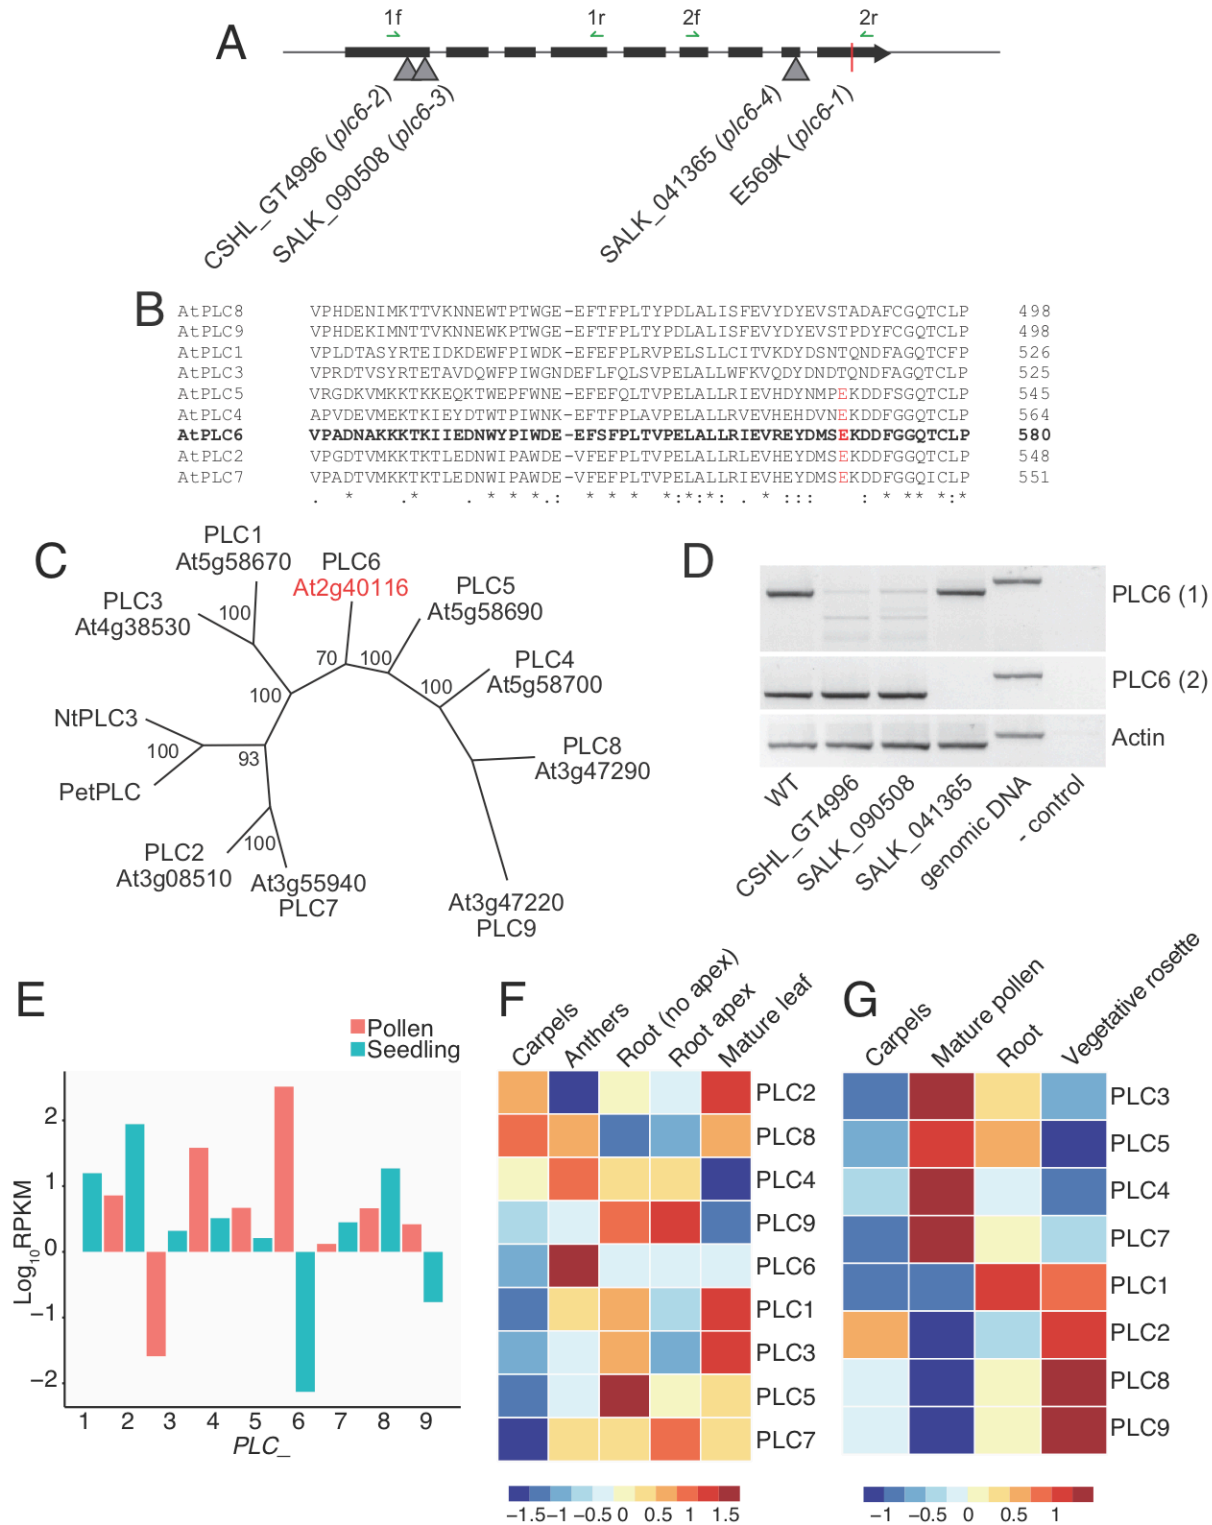 A
1f 1r 2f 2r
CSHL_GT4996 (plc6-2)
SALK_090508 (plc6-3)
SALK_041365 (plc6-4)
E569K (plc6-1)
B
AtPLC8 VPHDENIMKTTVKNNEWTPTWGE-EFTFPLTYPDLALISFEVYDYEVSTADAFCGQTCLP 498
AtPLC9 VPHDEKIMNTTVKNNEWTPTWGE-EFTFPLTYPDLALISFEVYDYEVSTPDYFCGQTCLP 498
AtPLC1 VPLDTASYRTEIDKDEWFPIWDK-EFEFPLRVPELSLLCITVKDYDSNTQNDFAGQTCFP 526
AtPLC3 VPRDTVSYRTETAVDQWFPIWGNDEFLFQLSVPELALLWFKVQDYDNDTQNDFAGQTCLP 525
AtPLC5 VRGDKVMKKTKKEQKTWEPFWNE-EFEFQLTVPELALLRIEVHDYNMPEKDDFSGQTCLP 545
AtPLC4 APVDEVMKKTKIEYDTWTPIWNK-EFTFPLAVPELALLRVEVHEHDVNEKDDFGGQTCLP 564
AtPLC6 VPADNAKKKTKIIEDNWYPIWDE-EFSFPLTVPELALLRIEVREYDMSEKDDFGGQTCLP 580
AtPLC2 VPGDTVMKKTKTLEDNWIPAWDE-VFEFPLTVPELALLRLEVHEYDMSEKDDFGGQTCLP 548
AtPLC7 VPADTVMKKTKTLEDNWIPAWDE-VFEFPLTVPELALLRIEVHEYDMSEKDDFGGQICLP 551
. * .* . * * *.: * * * *:*:*: . * ::: : * ** * :*
C
PLC1
At5g58670
PLC6
At2g40116
PLC5
At5g58690
PLC3
At4g38530
PLC4
At5g58700
NtPLC3
PetPLC
PLC8
At3g47290
PLC2
At3g08510
At3g55940
PLC7
At3g47220
PLC9
100
70
100
100
100
100
93
100
D
PLC6 (1)
PLC6 (2)
Actin
WT
CSHL_GT4996
SALK_090508
SALK_041365
genomic DNA
- control
E
Pollen
Seedling
Log10RPKM
2
1
0
−1
−2
1 2 3 4 5 6 7 8 9
PLC_
F
Carpels
Anthers
Root (no apex)
Root apex
Mature leaf
PLC2
PLC8
PLC4
PLC9
PLC6
PLC1
PLC3
PLC5
PLC7
−1.5 −1 −0.5 0 0.5 1 1.5
G
Carpels
Mature pollen
Root
Vegetative rosette
PLC3
PLC5
PLC4
PLC7
PLC1
PLC2
PLC8
PLC9
−1 −0.5 0 0.5 1